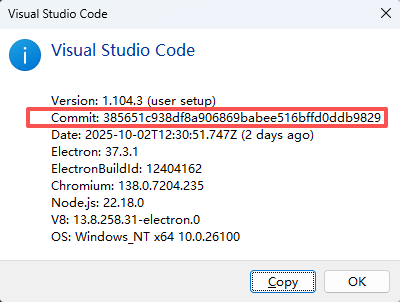 Visual Studio Code
Visual Studio Code
Version: 1.104.3 (user setup)
Commit: 385651c938df8a906869babee516bffd0ddb9829
Date: 2025-10-02T12:30:51.747Z (2 days ago)
Electron: 37.3.1
ElectronBuildId: 12404162
Chromium: 138.0.7204.235
Node.js: 22.18.0
V8: 13.8.258.31-electron.0
OS: Windows_NT x64 10.0.26100
Copy
OK